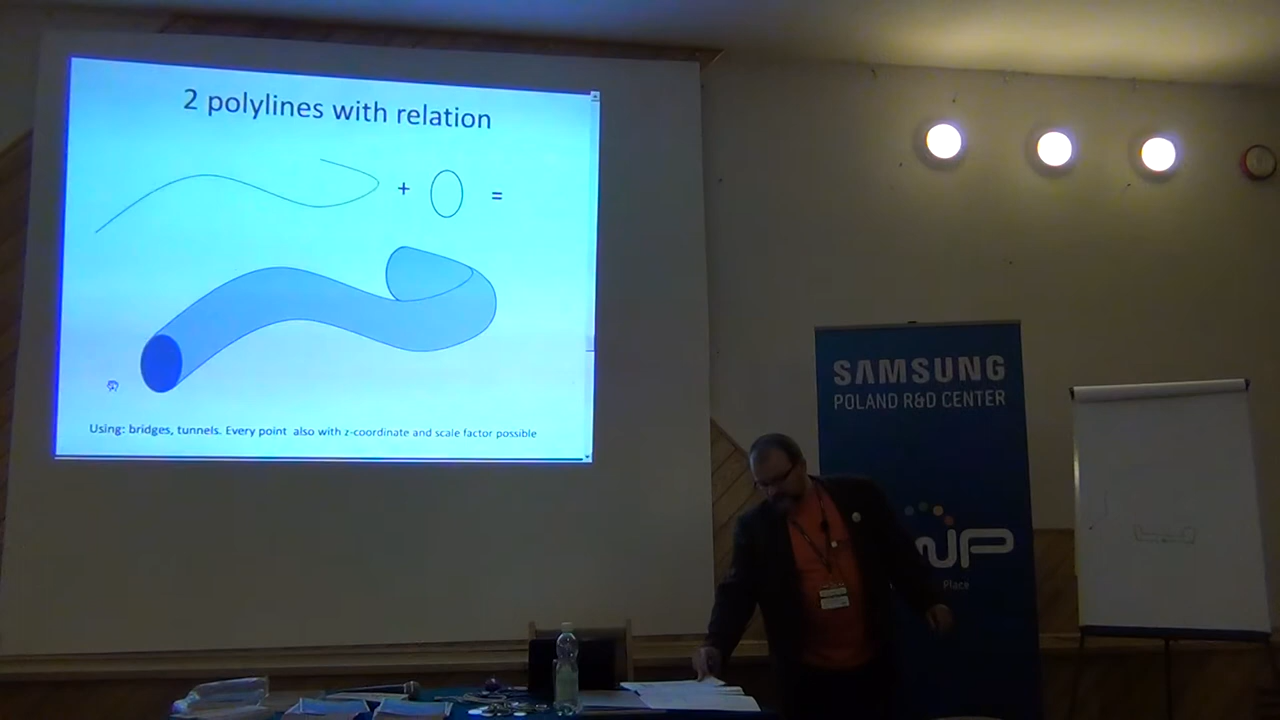 2 polylines with relation
+ =
Using: bridges, tunnels. Every point also with z-coordinate and scale factor possible
SAMSUNG
POLAND R&D CENTER
Place